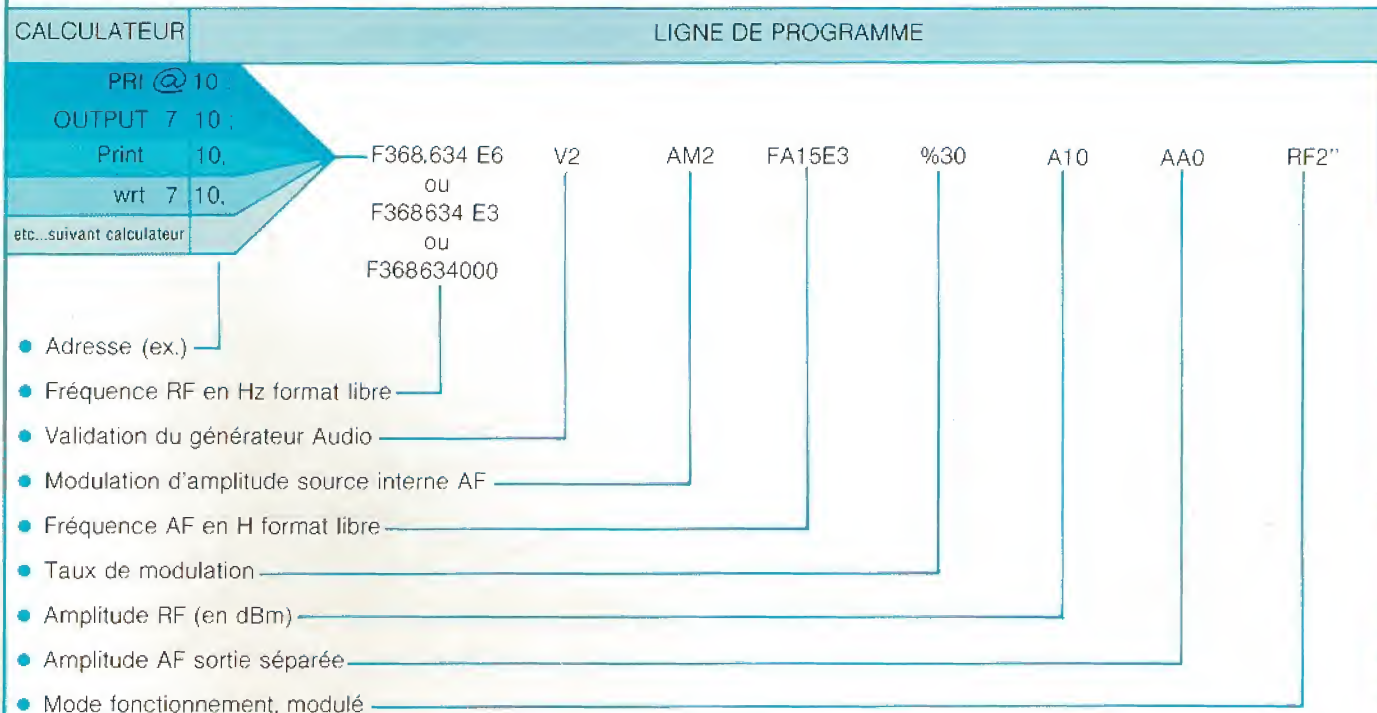 CALCULATEUR LIGNE DE PROGRAMME
PRI @ 10 :
OUTPUT 7 10 ;
Print 10,
wrt 7 10,
etc...suivant calculateur
F368.634 E6 V2 AM2 FA15E3 %30 A10 AA0 RF2"
ou
F368634 E3
ou
F368634000
• Adresse (ex.)
• Fréquence RF en Hz format libre
• Validation du générateur Audio
• Modulation d'amplitude source interne AF
• Fréquence AF en H format libre
• Taux de modulation
• Amplitude RF (en dBm)
• Amplitude AF sortie séparée
• Mode fonctionnement, modulé